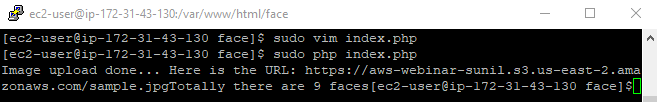 ec2-user@ip-172-31-43-130:/var/www/html/face
[ec2-user@ip-172-31-43-130 face]$ sudo vim index.php
[ec2-user@ip-172-31-43-130 face]$ sudo php index.php
Image upload done... Here is the URL: https://aws-webinar-sunil.s3.us-east-2.ama
zonaws.com/sample.jpgTotally there are 9 faces[ec2-user@ip-172-31-43-130 face]$